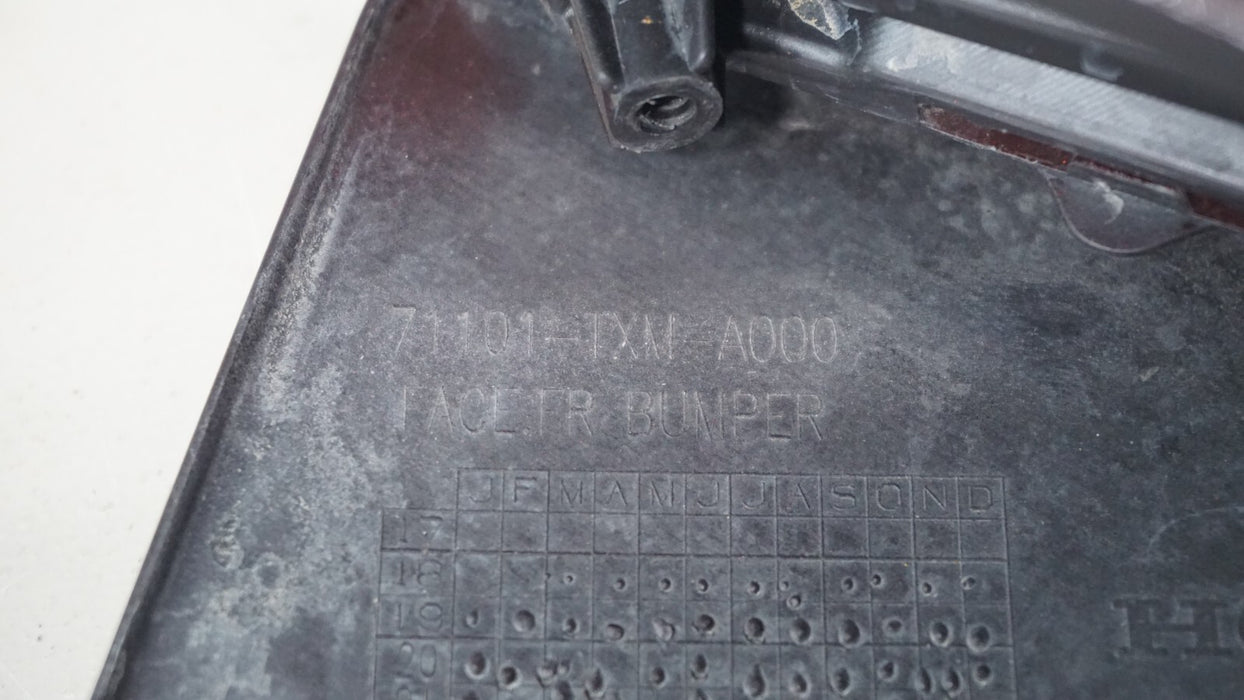 71101-TXM-A000
FACE,FR BUMPER
J F M A M J J A S O N D
17
18
19
20